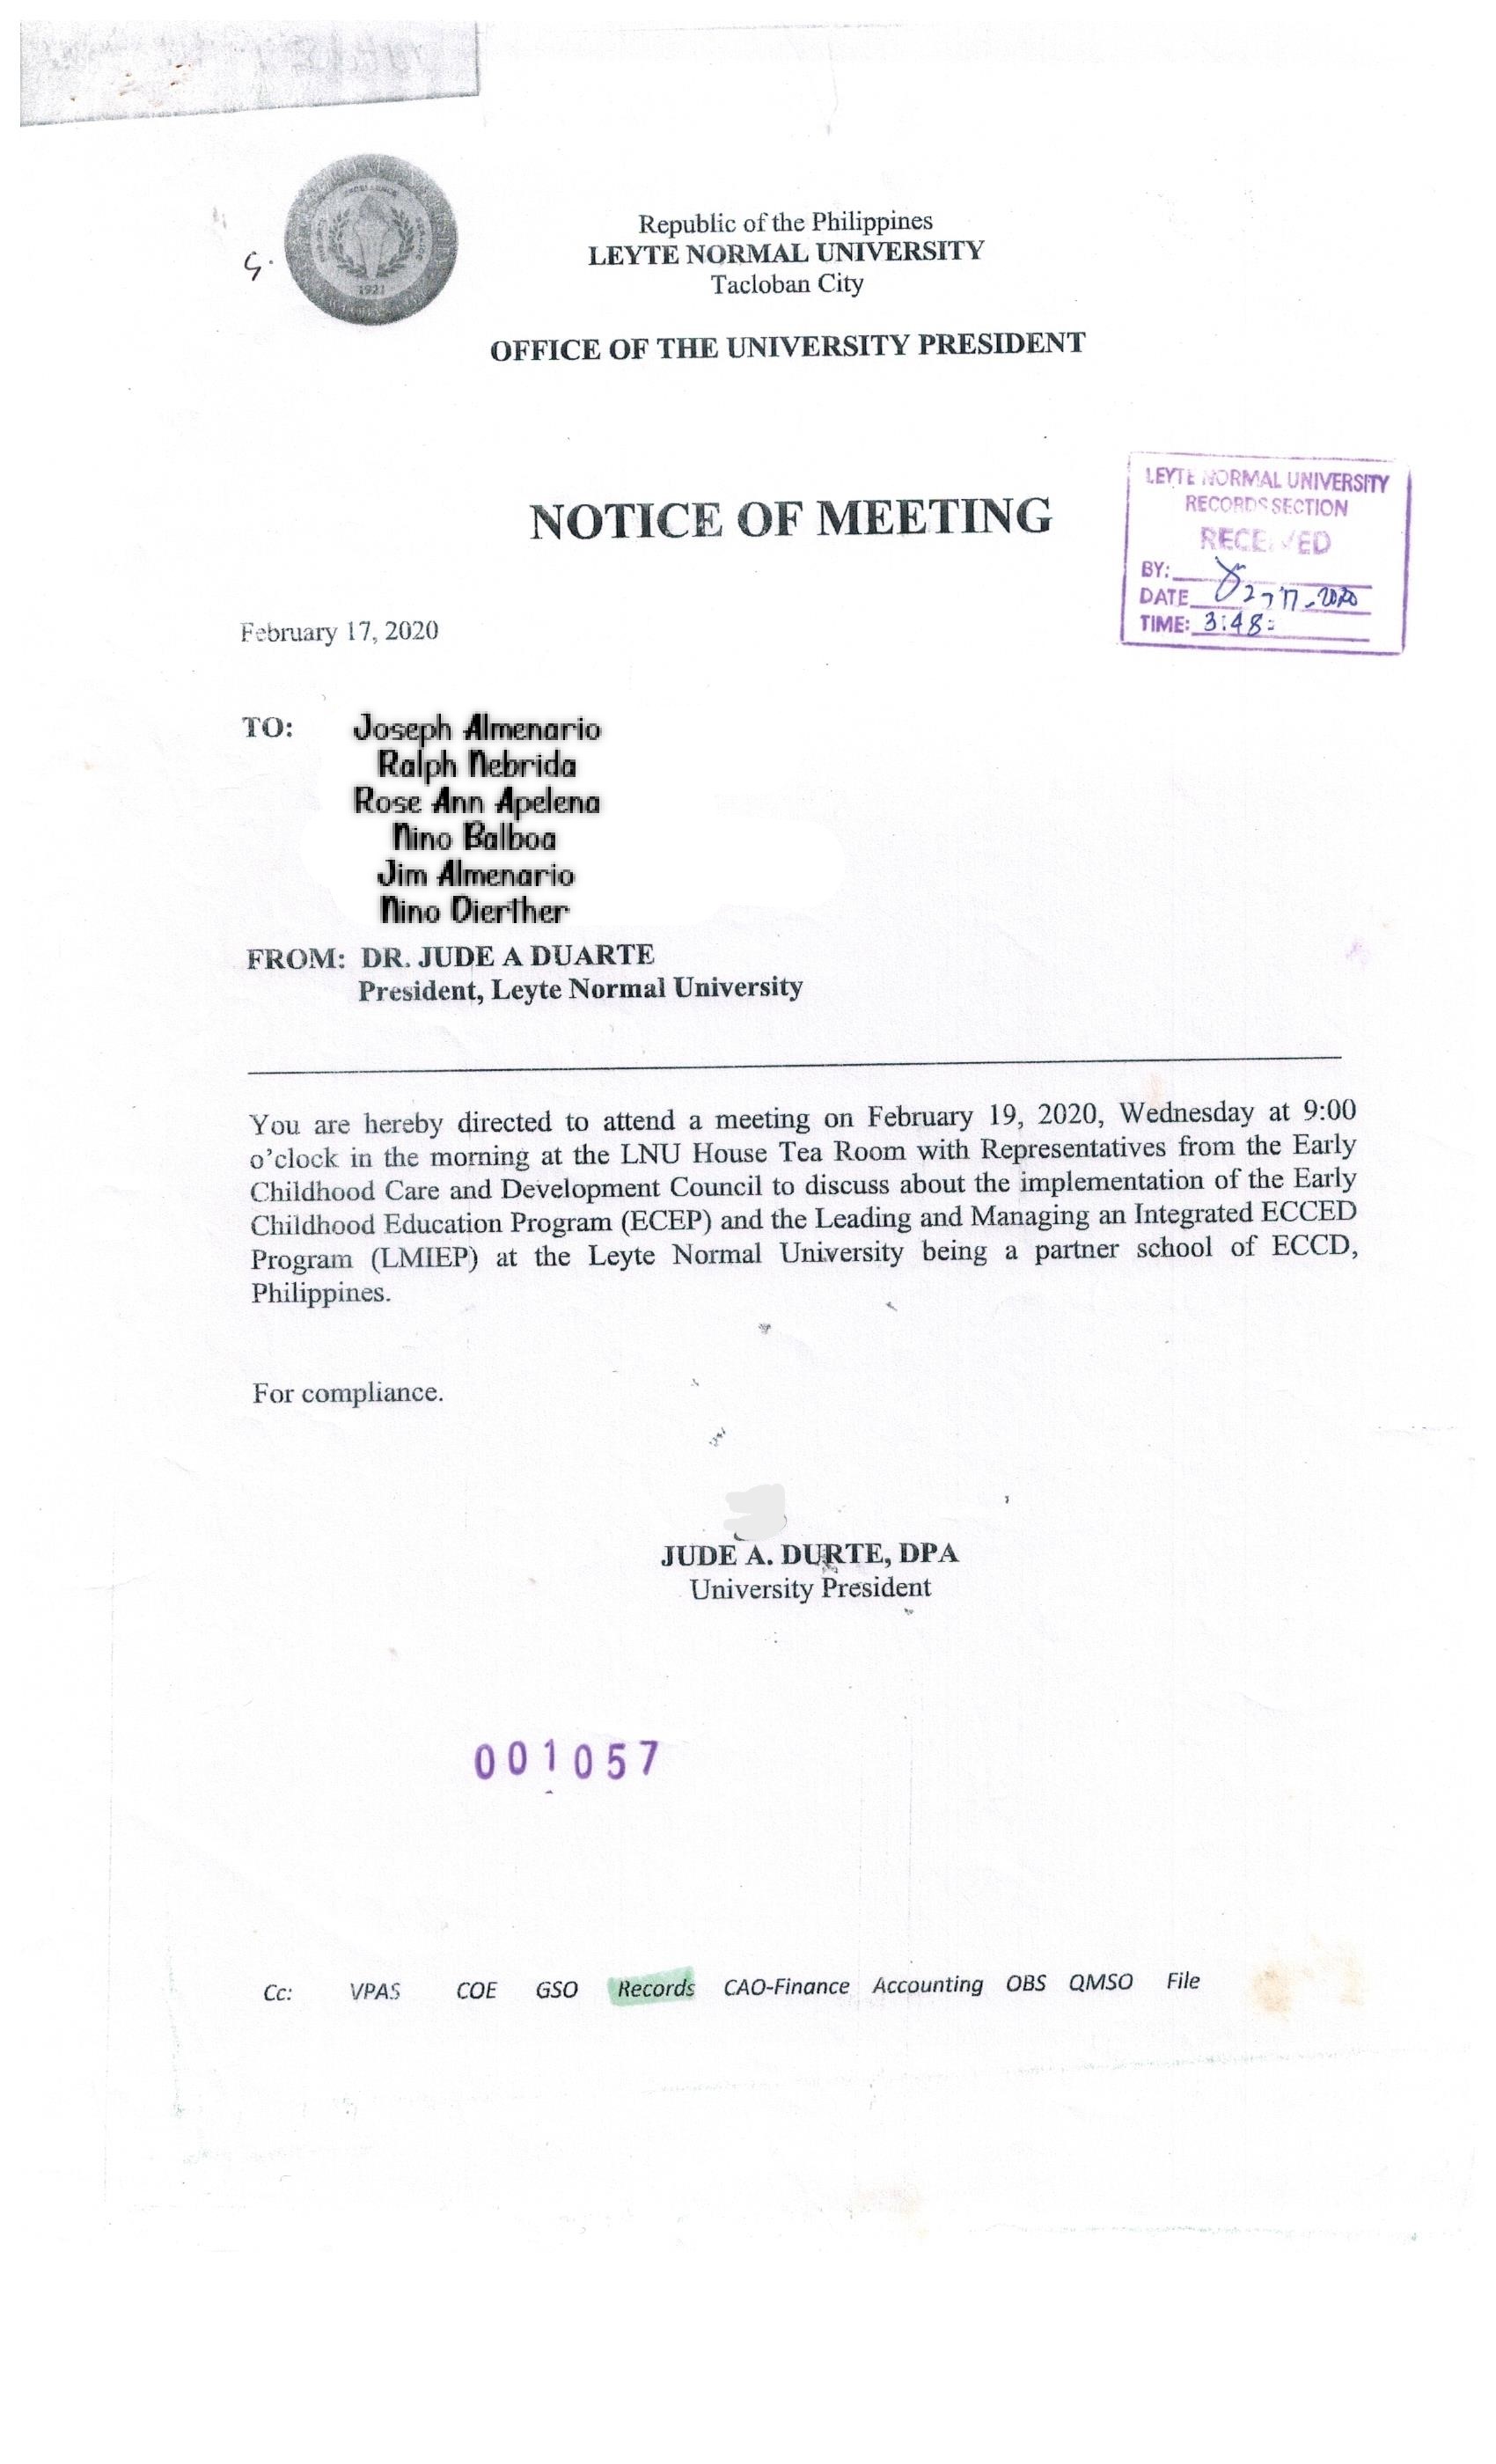 1921
Republic of the Philippines
LEYTE NORMAL UNIVERSITY
Tacloban City
OFFICE OF THE UNIVERSITY PRESIDENT
NOTICE OF MEETING
LEYTE NORMAL UNIVERSITY
RECORDS SECTION
RECEIVED
BY:
DATE 2-17-2020
TIME: 3:48
February 17, 2020
TO: Joseph Almenario
Ralph Nebrida
Rose Ann Apelena
Nino Balboa
Jim Almenario
Nino Dierther
FROM: DR. JUDE A DUARTE
President, Leyte Normal University
You are hereby directed to attend a meeting on February 19, 2020, Wednesday at 9:00
o'clock in the morning at the LNU House Tea Room with Representatives from the Early
Childhood Care and Development Council to discuss about the implementation of the Early
Childhood Education Program (ECEP) and the Leading and Managing an Integrated ECCED
Program (LMIEP) at the Leyte Normal University being a partner school of ECCD,
Philippines.
For compliance.
JUDE A. DURTE, DPA
University President
001057
Cc: VPAS COE GSO Records CAO-Finance Accounting OBS QMSO File